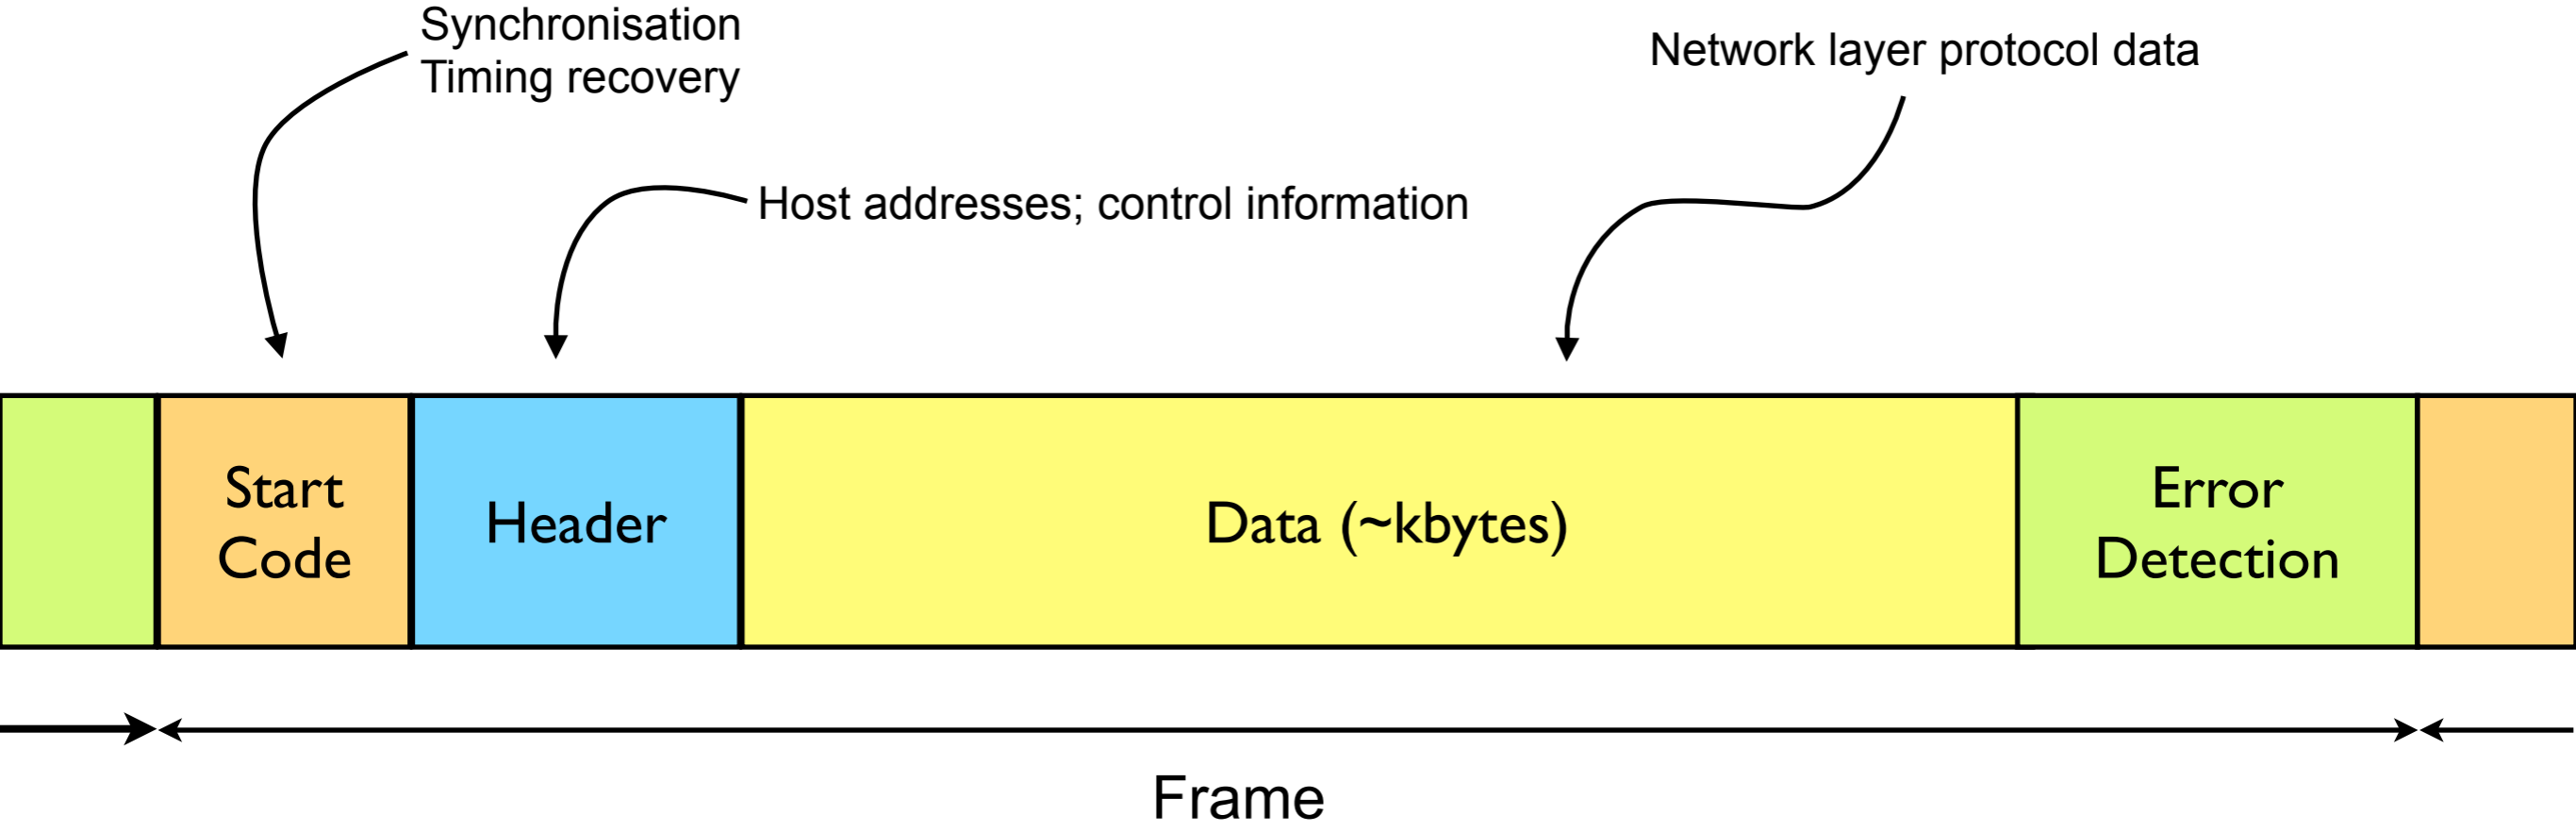 Synchronisation
Timing recovery
Network layer protocol data
Host addresses; control information
Start
Code
Header
Data (~kbytes)
Error
Detection
Frame